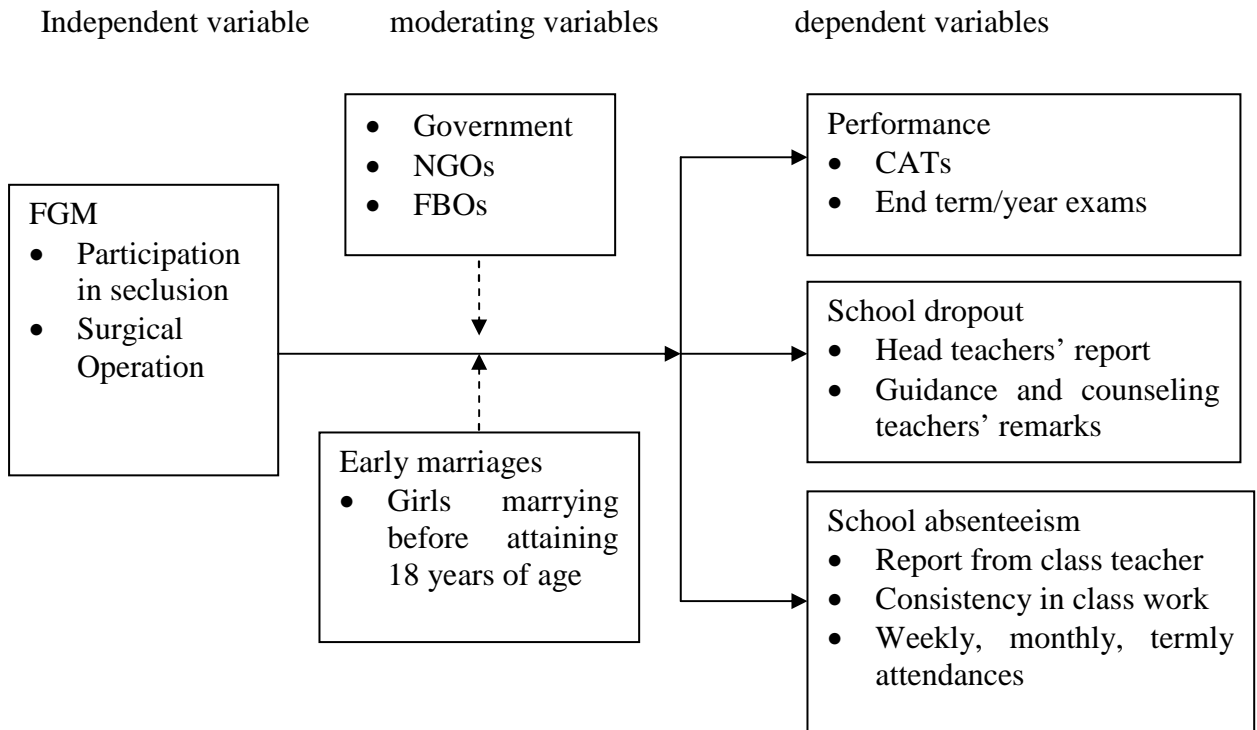 Independent variable moderating variables dependent variables
• Government
• NGOs
• FBOs
Performance
• CATs
• End term/year exams
FGM
• Participation
in seclusion
• Surgical
Operation
School dropout
• Head teachers’ report
• Guidance and counseling
teachers’ remarks
Early marriages
• Girls marrying
before attaining
18 years of age
School absenteeism
• Report from class teacher
• Consistency in class work
• Weekly, monthly, termly
attendances